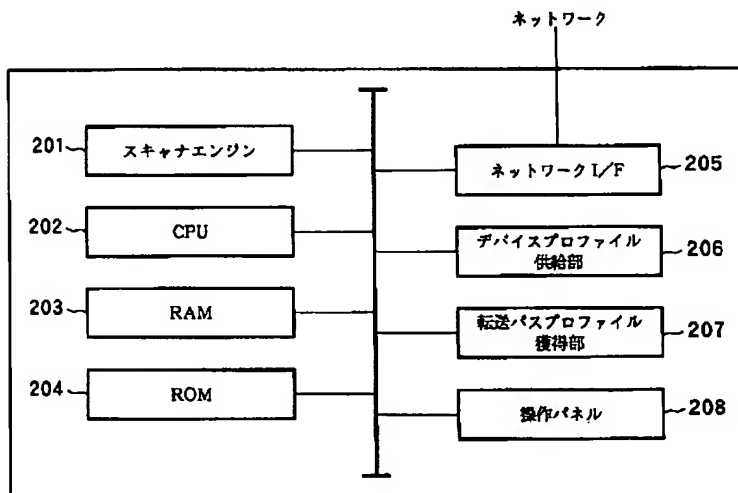 ネットワーク
201
スキャナエンジン
202
CPU
203
RAM
204
ROM
ネットワーク I/F
205
デバイスプロファイル
供給部
206
転送パスプロファイル
獲得部
207
操作パネル
208